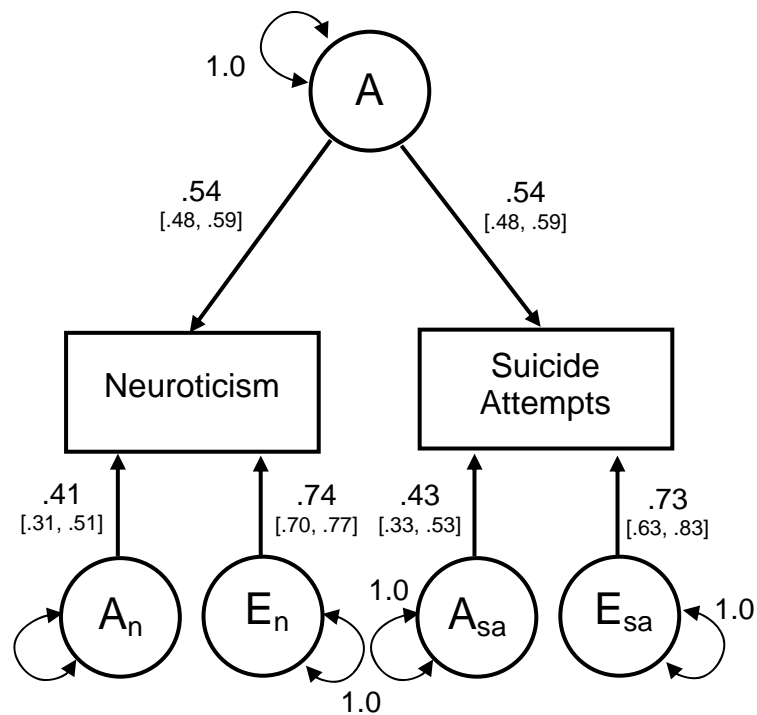 1.0
A
.54
[.48, .59]
.54
[.48, .59]
Neuroticism
Suicide
Attempts
.41
[.31, .51]
.74
[.70, .77]
.43
[.33, .53]
.73
[.63, .83]
An
En
1.0
1.0
Asa
Esa
1.0